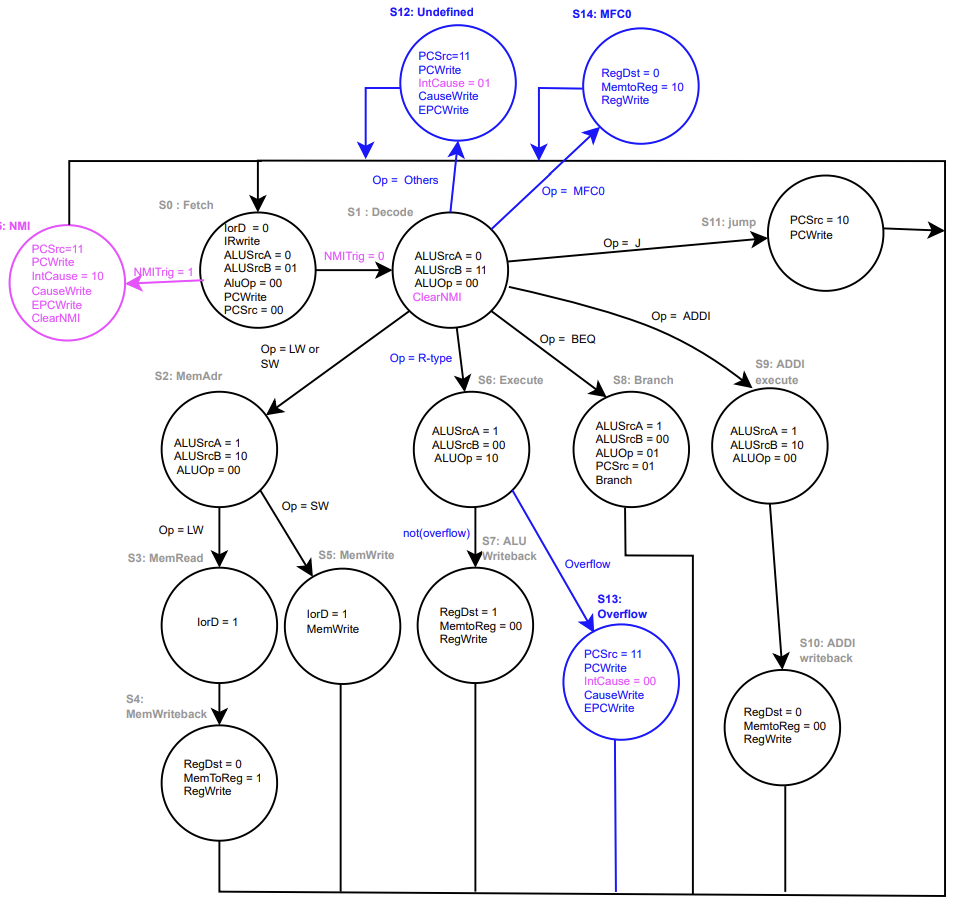 S12: Undefined
PCSrc=11
PCWrite
IntCause = 01
CauseWrite
EPCWrite
S14: MFC0
RegDst = 0
MemtoReg = 10
RegWrite
Op = Others
Op = MFC0
: NMI
PCSrc=11
PCWrite
IntCause = 10
CauseWrite
EPCWrite
ClearNMI
NMITrig = 1
S0 : Fetch
IorD = 0
IRwrite
ALUSrcA = 0
ALUSrcB = 01
AluOp = 00
PCWrite
PCSrc = 00
NMITrig = 0
S1 : Decode
ALUSrcA = 0
ALUSrcB = 11
ALUOp = 00
ClearNMI
Op = J
S11: jump
PCSrc = 10
PCWrite
Op = LW or
SW
Op = R-type
Op = BEQ
Op = ADDI
S2: MemAdr
ALUSrcA = 1
ALUSrcB = 10
ALUOp = 00
S6: Execute
ALUSrcA = 1
ALUSrcB = 00
ALUOp = 10
S8: Branch
ALUSrcA = 1
ALUSrcB = 00
ALUOp = 01
PCSrc = 01
Branch
S9: ADDI
execute
ALUSrcA = 1
ALUSrcB = 10
ALUOp = 00
Op = LW
Op = SW
not(overflow)
Overflow
S3: MemRead
IorD = 1
S5: MemWrite
IorD = 1
MemWrite
S7: ALU
Writeback
RegDst = 1
MemtoReg = 00
RegWrite
S13:
Overflow
PCSrc = 11
PCWrite
IntCause = 00
CauseWrite
EPCWrite
S10: ADDI
writeback
RegDst = 0
MemtoReg = 00
RegWrite
S4:
MemWriteback
RegDst = 0
MemToReg = 1
RegWrite